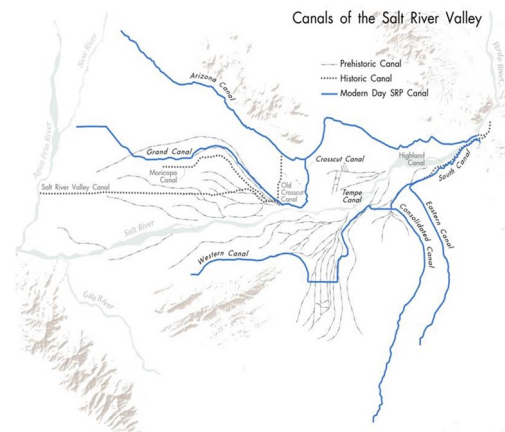 Canals of the Salt River Valley
Prehistoric Canal
Historic Canal
Modern Day SRP Canal
New River
Verde River
Arizona Canal
Agua Fria River
Grand Canal
Crosscut Canal
Highland
Canal
South Canal
Maricopa
Canal
Salt River Valley Canal
Old
Crosscut
Canal
Tempe
Canal
Salt River
Western Canal
Consolidated Canal
Eastern Canal
Gila River